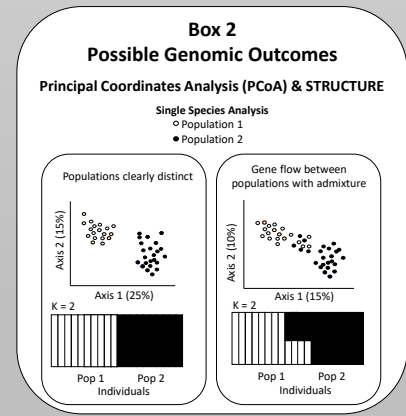 Box 2
Possible Genomic Outcomes
Principal Coordinates Analysis (PCoA) & STRUCTURE
Single Species Analysis
Population 1
Population 2
Populations clearly distinct
Axis 2 (15%)
Axis 1 (25%)
K = 2
Pop 1 Pop 2
Individuals
Gene flow between
populations with admixture
Axis 2 (10%)
Axis 1 (15%)
K = 2
Pop 1 Pop 2
Individuals